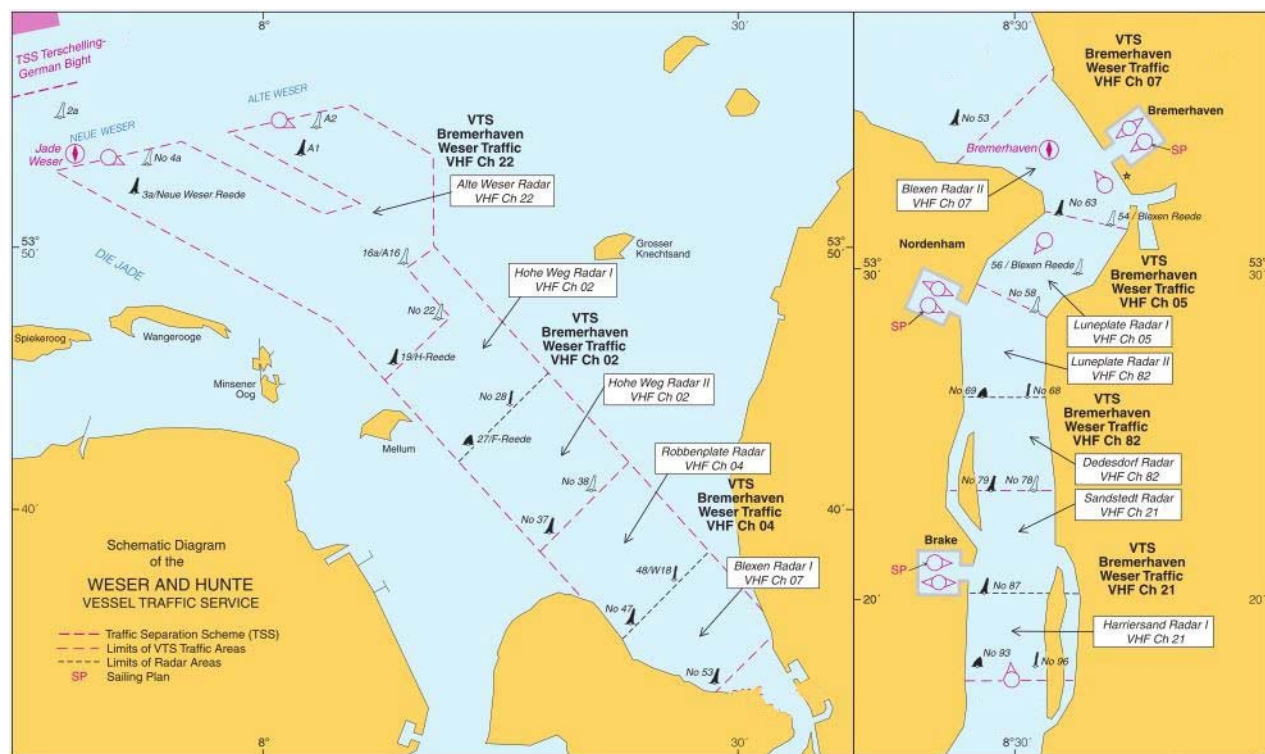 8°
30´
TSS Terschelling-
German Bight
2a
NEUE WESER
ALTE WESER
A2
A1
Jade
Weser
No 4a
3a/Neue Weser Reede
VTS
Bremerhaven
Weser Traffic
VHF Ch 22
Alte Weser Radar
VHF Ch 22
53°
50´
DIE JADE
16a/A16
Grosser
Knechtsand
Hohe Weg Radar I
VHF Ch 02
No 22
VTS
Bremerhaven
Weser Traffic
VHF Ch 02
Spiekeroog
Wangerooge
19/H-Reede
Minsener
Oog
No 28
Hohe Weg Radar II
VHF Ch 02
Mellum
27/F-Reede
Robbenplate Radar
VHF Ch 04
No 38
VTS
Bremerhaven
Weser Traffic
VHF Ch 04
40´
No 37
Schematic Diagram
of the
WESER AND HUNTE
VESSEL TRAFFIC SERVICE
48/W18
Blexen Radar I
VHF Ch 07
No 47
Traffic Separation Scheme (TSS)
Limits of VTS Traffic Areas
Limits of Radar Areas
SP Sailing Plan
No 53
8°
30´
8°30´
VTS
Bremerhaven
Weser Traffic
VHF Ch 07
No 53
Bremerhaven
Bremerhaven
SP
Blexen Radar II
VHF Ch 07
No 63
54 / Blexen Reede
Nordenham
53°
30´
56 / Blexen Reede
53°
30´
VTS
Bremerhaven
Weser Traffic
VHF Ch 05
No 58
SP
Luneplate Radar I
VHF Ch 05
Luneplate Radar II
VHF Ch 82
No 69
No 68
VTS
Bremerhaven
Weser Traffic
VHF Ch 82
Dedesdorf Radar
VHF Ch 82
No 79
No 78
Sandstedt Radar
VHF Ch 21
40´
Brake
SP
VTS
Bremerhaven
Weser Traffic
VHF Ch 21
No 87
20´
20´
Harriersand Radar I
VHF Ch 21
No 93
No 96
8°30´